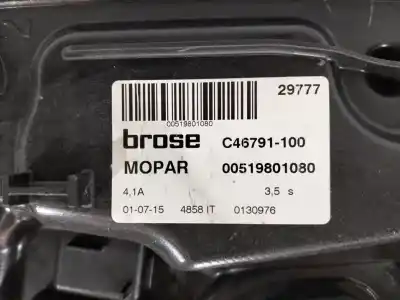 29777
00519801080
brose C46791-100
MOPAR 00519801080
4,1A 3,5 s
01-07-15 4858 IT 0130976